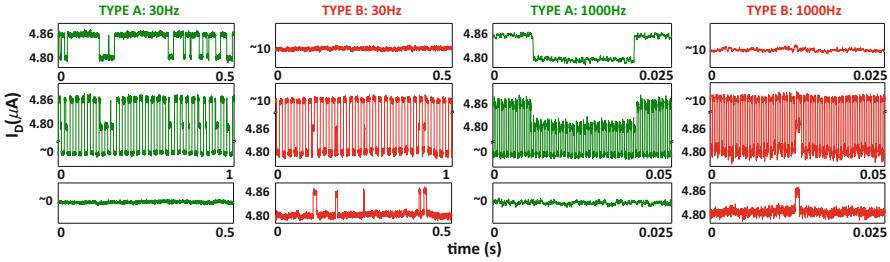 TYPE A: 30Hz TYPE B: 30Hz TYPE A: 1000Hz TYPE B: 1000Hz
4.86 ~10 4.86 ~10
4.80 4.80
0 0.5 0 0.5 0 0.025 0 0.025
I_D(μA)
4.86 ~10 4.86 ~10
4.80 4.86 4.80 4.86
~0 4.80 ~0 4.80
0 1 0 1 0 0.05 0 0.05
~0 4.86 ~0 4.86
4.80 4.80
0 0.5 0 0.5 0 0.025 0 0.025
time (s)